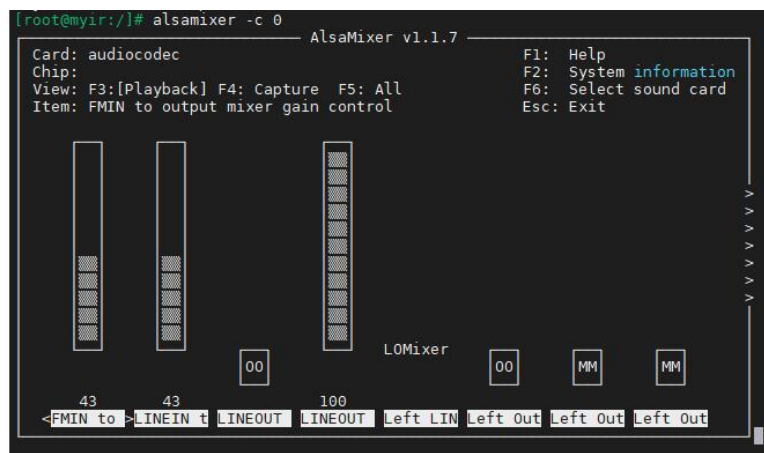 [root@myir:/]# alsamixer -c 0
AlsaMixer v1.1.7
Card: audiocodec F1: Help
Chip: F2: System information
View: F3:[Playback] F4: Capture F5: All F6: Select sound card
Item: FMIN to output mixer gain control Esc: Exit
>
>
>
>
>
>
>
LOMixer
OO OO MM MM
43 43 100
<FMIN to >LINEIN t LINEOUT LINEOUT Left LIN Left Out Left Out Left Out